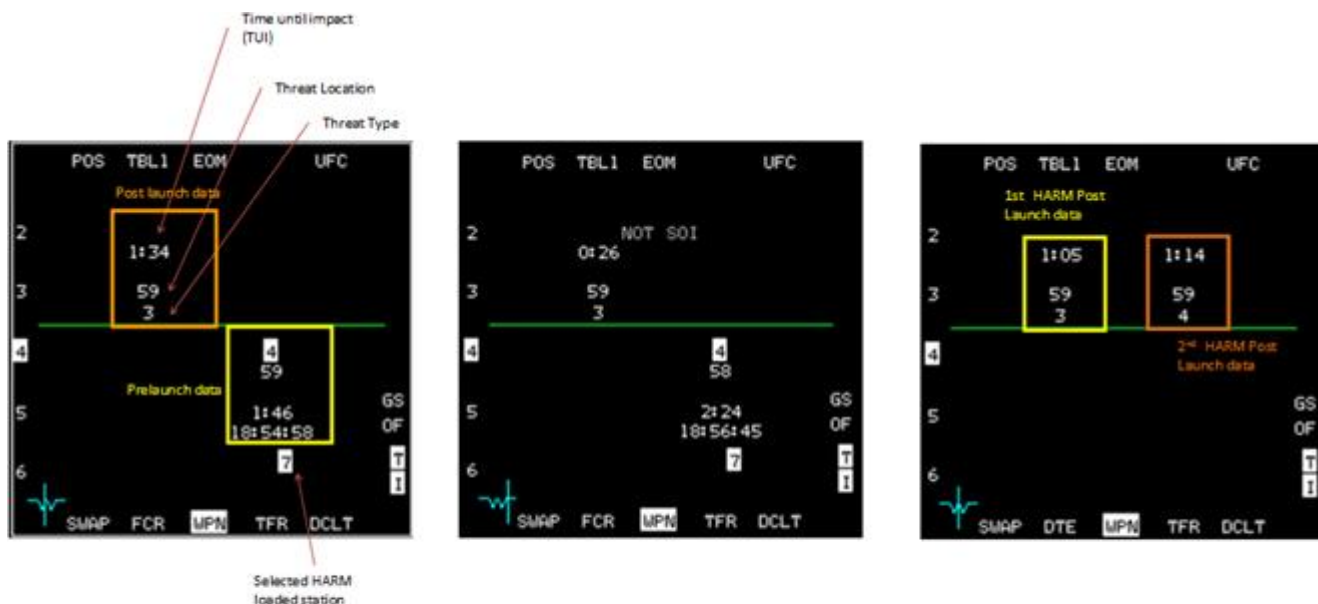 Time until impact
(TUI)
Threat Location
Threat Type
POS TBL1 EOM UFC
Post launch data
2
1:34
3
59
3
4
4
59
Prelaunch data
1:46
18:54:58
5
GS
OF
7
T
I
6
SWAP FCR WPN TFR DCLT
Selected HARM
loaded station
POS TBL1 EOM UFC
2
NOT SOI
0:26
3
59
3
4
4
58
2:24
18:56:45
5
GS
OF
7
T
I
6
SWAP FCR WPN TFR DCLT
POS TBL1 EOM UFC
1st HARM Post
Launch data
2
1:05 1:14
3
59 59
3 4
4
2nd HARM Post
Launch data
5
GS
OF
T
I
6
SWAP DTE WPN TFR DCLT